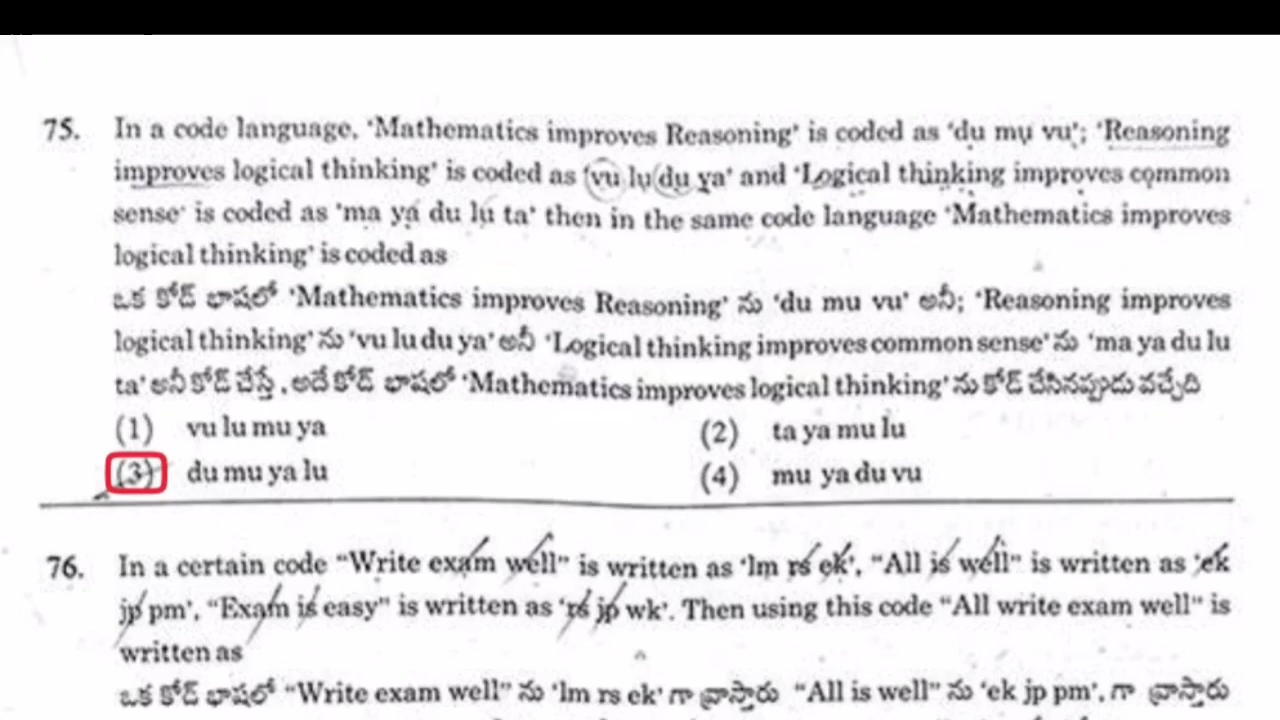 75. In a code language, ‘Mathematics improves Reasoning’ is coded as ‘du mu vu’; ‘Reasoning
improves logical thinking’ is coded as ‘vu lu du ya’ and ‘Logical thinking improves common
sense’ is coded as ‘ma ya du lu ta’ then in the same code language ‘Mathematics improves
logical thinking’ is coded as
ఒక కోడ్ భాషలో ‘Mathematics improves Reasoning’ ను ‘du mu vu’ అనీ; ‘Reasoning improves
logical thinking’ ను ‘vu lu du ya’ అనీ ‘Logical thinking improves common sense’ ను ‘ma ya du lu
ta’ అనీ కోడ్ చేస్తే, అదే కోడ్ భాషలో ‘Mathematics improves logical thinking’ ను కోడ్ చేసినప్పుడు వచ్చేది
(1) vu lu mu ya (2) ta ya mu lu
(3) du mu ya lu (4) mu ya du vu
76. In a certain code “Write exam well” is written as ‘lm rs ek’, “All is well” is written as ‘ek
jp pm’, “Exam is easy” is written as ‘rs jp wk’. Then using this code “All write exam well” is
written as
ఒక కోడ్ భాషలో “Write exam well” ను ‘lm rs ek’ గా వ్రాస్తారు “All is well” ను ‘ek jp pm’, గా వ్రాస్తారు